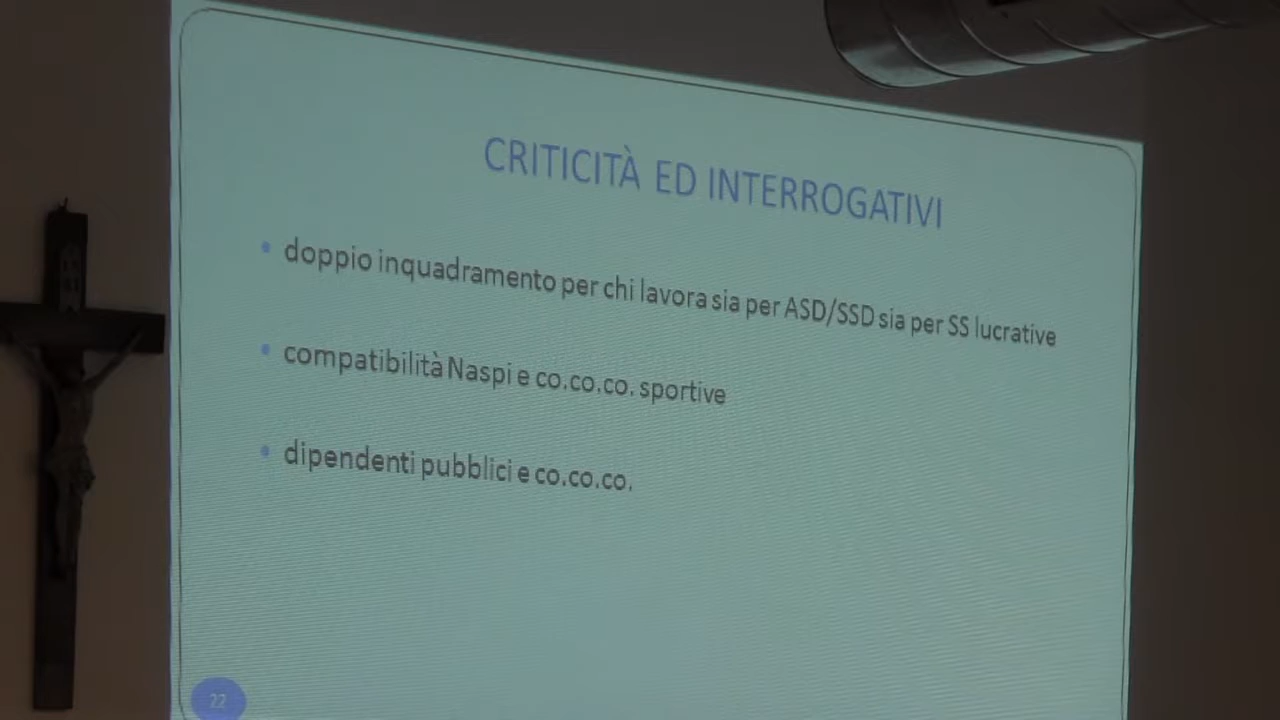 CRITICITÀ ED INTERROGATIVI
• doppio inquadramento per chi lavora sia per ASD/SSD sia per SS lucrative
• compatibilità Naspi e co.co.co. sportive
• dipendenti pubblici e co.co.co.
22